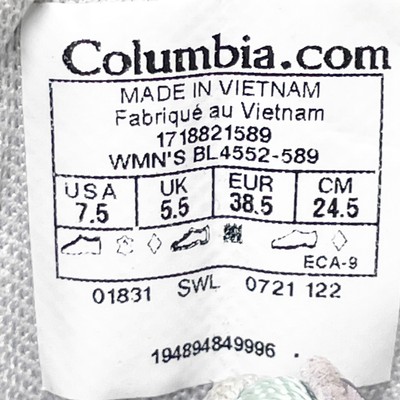 Columbia.com
MADE IN VIETNAM
Fabriqué au Vietnam
1718821589
WMN'S BL4552-589
USA UK EUR CM
7.5 5.5 38.5 24.5
ECA-9
01831 SWL 0721 122
194894849996